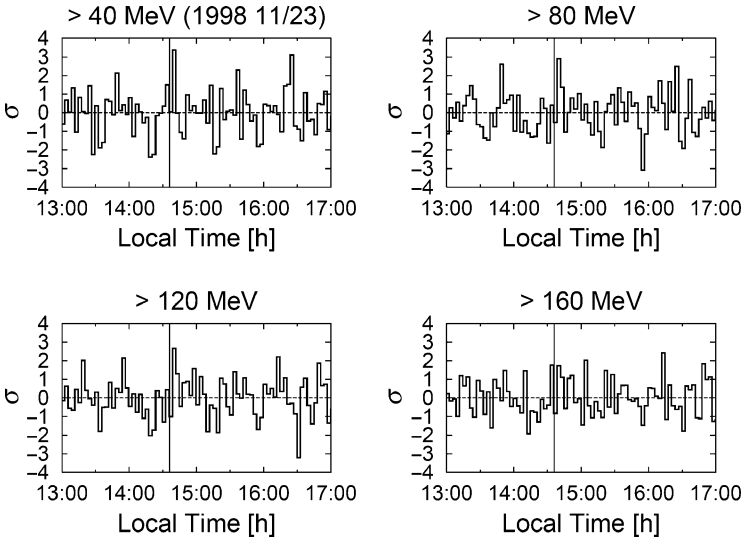 > 40 MeV (1998 11/23)
> 80 MeV
4
3
2
1
0
−1
−2
−3
−4
σ
13:00 14:00 15:00 16:00 17:00
Local Time [h]
4
3
2
1
0
−1
−2
−3
−4
σ
13:00 14:00 15:00 16:00 17:00
Local Time [h]
> 120 MeV
> 160 MeV
4
3
2
1
0
−1
−2
−3
−4
σ
13:00 14:00 15:00 16:00 17:00
Local Time [h]
4
3
2
1
0
−1
−2
−3
−4
σ
13:00 14:00 15:00 16:00 17:00
Local Time [h]